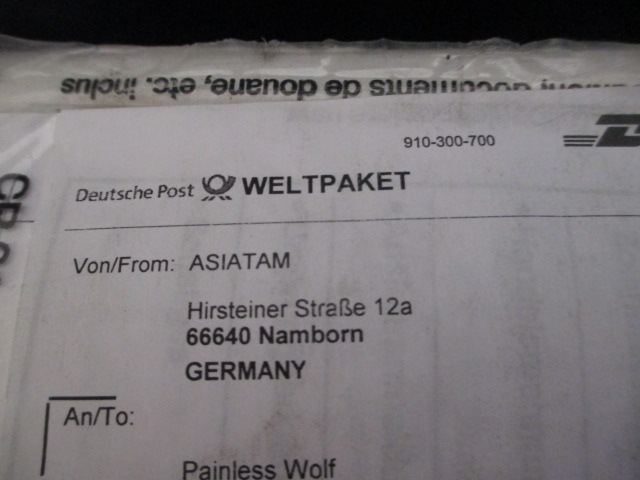 documents de douane, etc. inclus
910-300-700
Deutsche Post WELTPAKET
Von/From: ASIATAM
Hirsteiner Straße 12a
66640 Namborn
GERMANY
An/To:
Painless Wolf